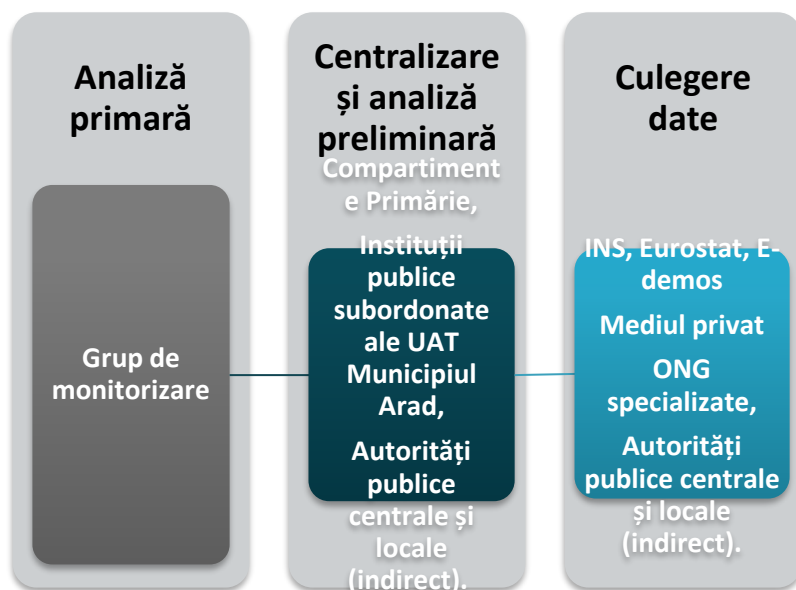 Analiză
primară
Grup de
monitorizare
Centralizare
și analiză
preliminară
Compartiment
e Primărie,
Instituții
publice
subordonate
ale UAT
Municipiul
Arad,
Autorități
publice
centrale și
locale
(indirect).
Culegere
date
INS, Eurostat, E-
demos
Mediul privat
ONG
specializate,
Autorități
publice centrale
și locale
(indirect).